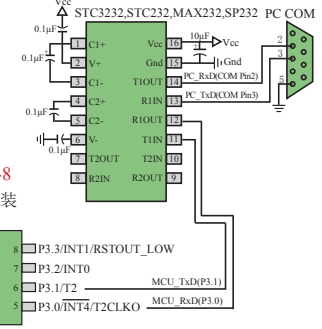 Vcc STC3232,STC232,MAX232,SP232 PC COM
0.1μF 10μF
1 C1+ Vcc 16 Vcc
2 V+ Gnd 15 Gnd
0.1μF
3 C1- T1OUT 14 PC_RxD(COM Pin2) 2
4 C2+ R1IN 13 PC_TxD(COM Pin3) 3
0.1μF
5 C2- R1OUT 12 5
6 V- T1IN 11
0.1μF
7 T2OUT T2IN 10
8 R2IN R2OUT 9
8
装
8 P3.3/INT1/RSTOUT_LOW
7 P3.2/INT0
6 P3.1/T2 MCU_TxD(P3.1)
5 P3.0/INT4/T2CLKO MCU_RxD(P3.0)